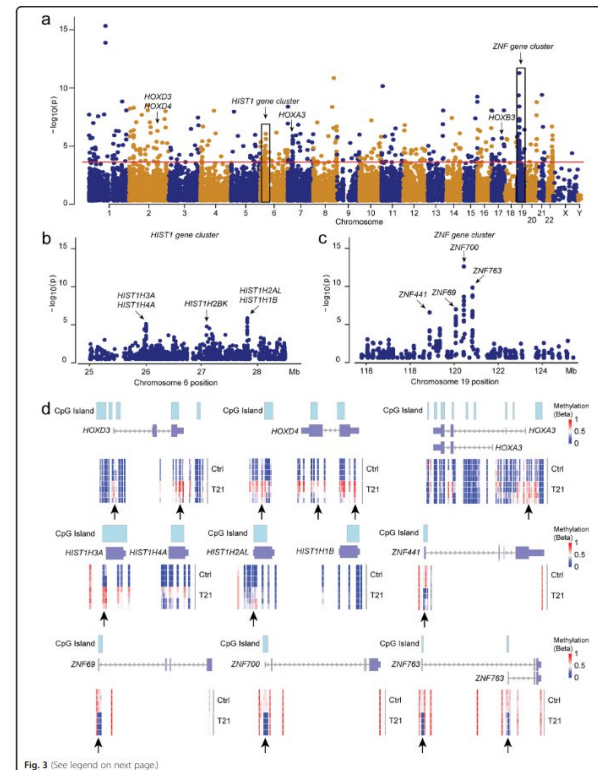 a
ZNF gene cluster
HOXD3
HOXD4
HIST1 gene cluster
HOXA3
HOXB3
−log10(p)
15
10
5
0
1 2 3 4 5 6 7 8 9 10 11 12 13 14 15 16 17 18 19 20 21 22 X Y
Chromosome
b
HIST1 gene cluster
−log10(p)
15
10
5
0
HIST1H3A
HIST1H4A
HIST1H2BK
HIST1H2AL
HIST1H1B
25 26 27 28 Mb
Chromosome 6 position
c
ZNF gene cluster
ZNF700
ZNF763
ZNF69
ZNF441
−log10(p)
15
10
5
0
116 118 120 122 124 Mb
Chromosome 19 position
d
CpG Island CpG Island
Methylation
(Beta)
1
0.5
0
HOXD3 HOXD4 HOXA3
HOXA3
Ctrl Ctrl Ctrl
T21 T21 T21
CpG Island CpG Island CpG Island
Methylation
(Beta)
1
0.5
0
HIST1H3A HIST1H4A HIST1H2AL HIST1H1B ZNF441
Ctrl Ctrl Ctrl
T21 T21 T21
CpG Island CpG Island CpG Island
Methylation
(Beta)
1
0.5
0
ZNF69 ZNF700 ZNF763
ZNF763
Ctrl Ctrl Ctrl
T21 T21 T21
Fig. 3 (See legend on next page.)